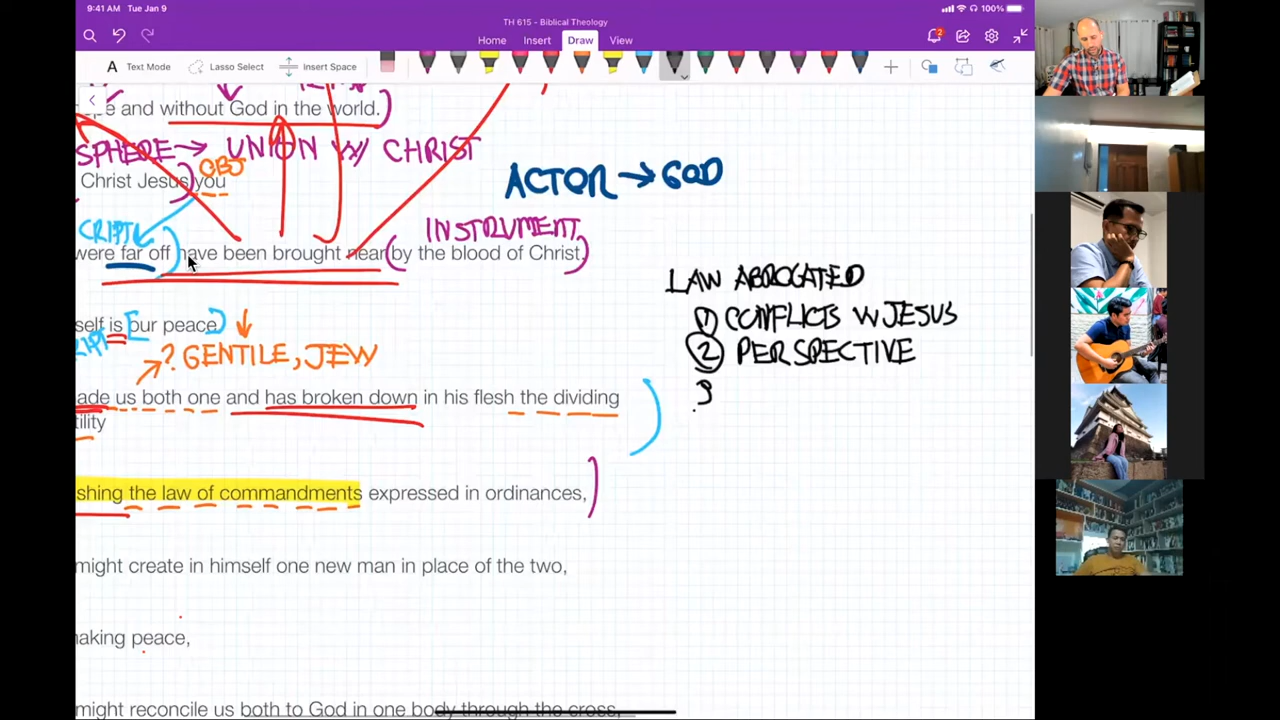 9:41 AM Tue Jan 9
100%
TH 615 - Biblical Theology
Home Insert Draw View
2
Text Mode Lasso Select Insert Space
and without God in the world.)
SPHERE → UNION W/ CHRIST
OBJ
Christ Jesus) you
ACTOR → GOD
CRIPT
INSTRUMENT
were far off) have been brought near (by the blood of Christ.)
LAW ABROGATED
① CONFLICTS W JESUS
self is [our peace)
RIPT
→ ? GENTILE, JEW
② PERSPECTIVE
ade us both one and has broken down in his flesh the dividing
3
tility
shing the law of commandments expressed in ordinances,)
might create in himself one new man in place of the two,
naking peace,
might reconcile us both to God in one body through the cross,